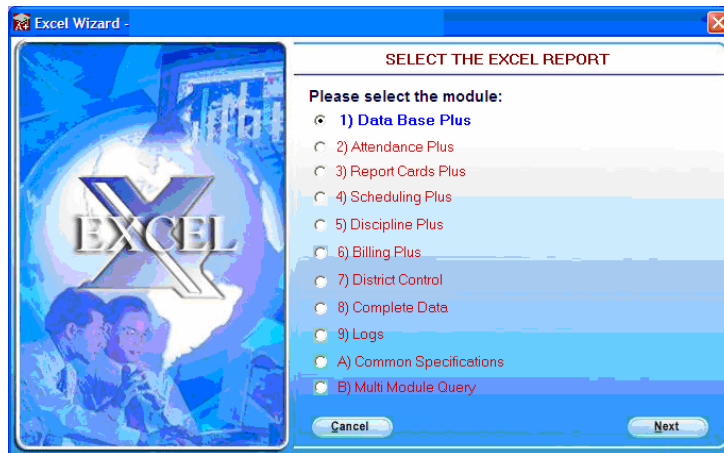 Excel Wizard -
SELECT THE EXCEL REPORT
Please select the module:
1) Data Base Plus
2) Attendance Plus
3) Report Cards Plus
4) Scheduling Plus
5) Discipline Plus
6) Billing Plus
7) District Control
8) Complete Data
9) Logs
A) Common Specifications
B) Multi Module Query
X
EXCEL
Cancel
Next